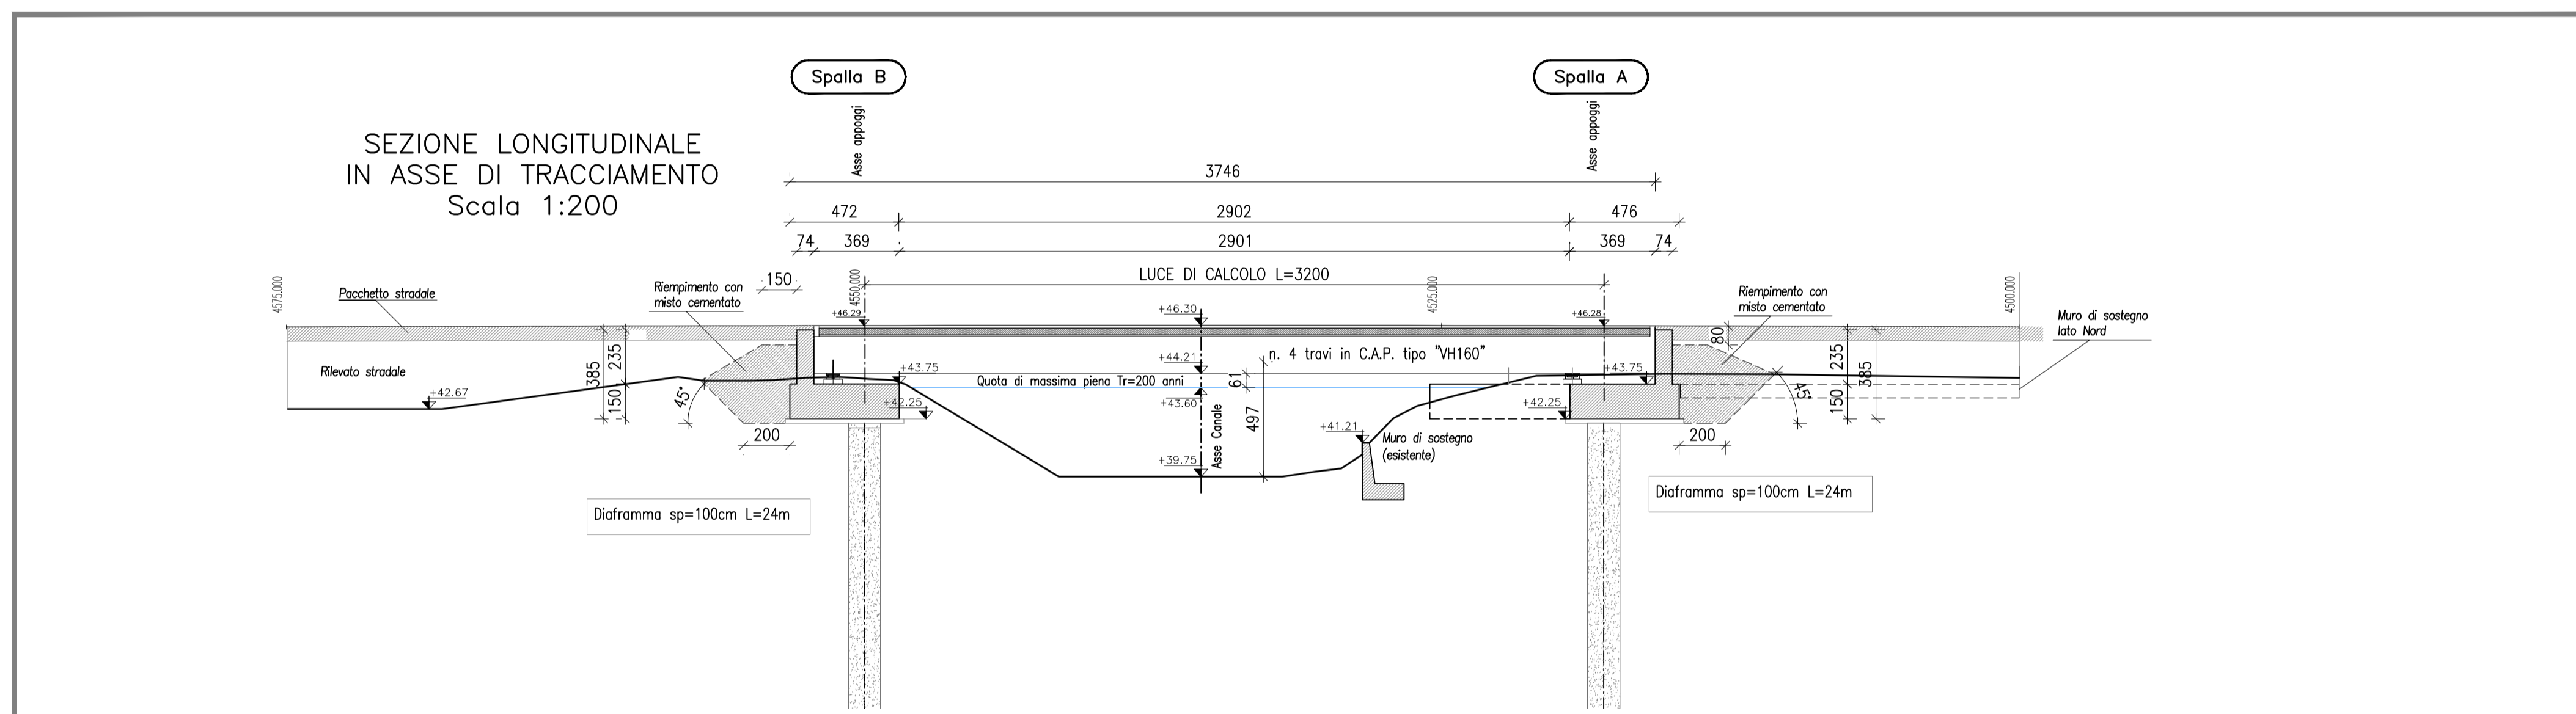 Spalla B
Spalla A
Asse appoggi
Asse appoggi
SEZIONE LONGITUDINALE
IN ASSE DI TRACCIAMENTO
Scala 1:200
3746
472
2902
476
74
369
2901
369
74
LUCE DI CALCOLO L=3200
4575.000
4550.000
4525.000
4500.000
Pacchetto stradale
Riempimento con
misto cementato
150
+46.29
+46.30
+46.28
Riempimento con
misto cementato
Muro di sostegno
lato Nord
80
Rilevato stradale
385
235
150
+42.67
45°
200
+43.75
+42.25
+44.21
n. 4 travi in C.A.P. tipo "VH160"
Quota di massima piena Tr=200 anni
61
+43.60
497
Asse Canale
+39.75
+41.21
Muro di sostegno
(esistente)
+43.75
+42.25
235
385
150
45°
200
Diaframma sp=100cm L=24m
Diaframma sp=100cm L=24m